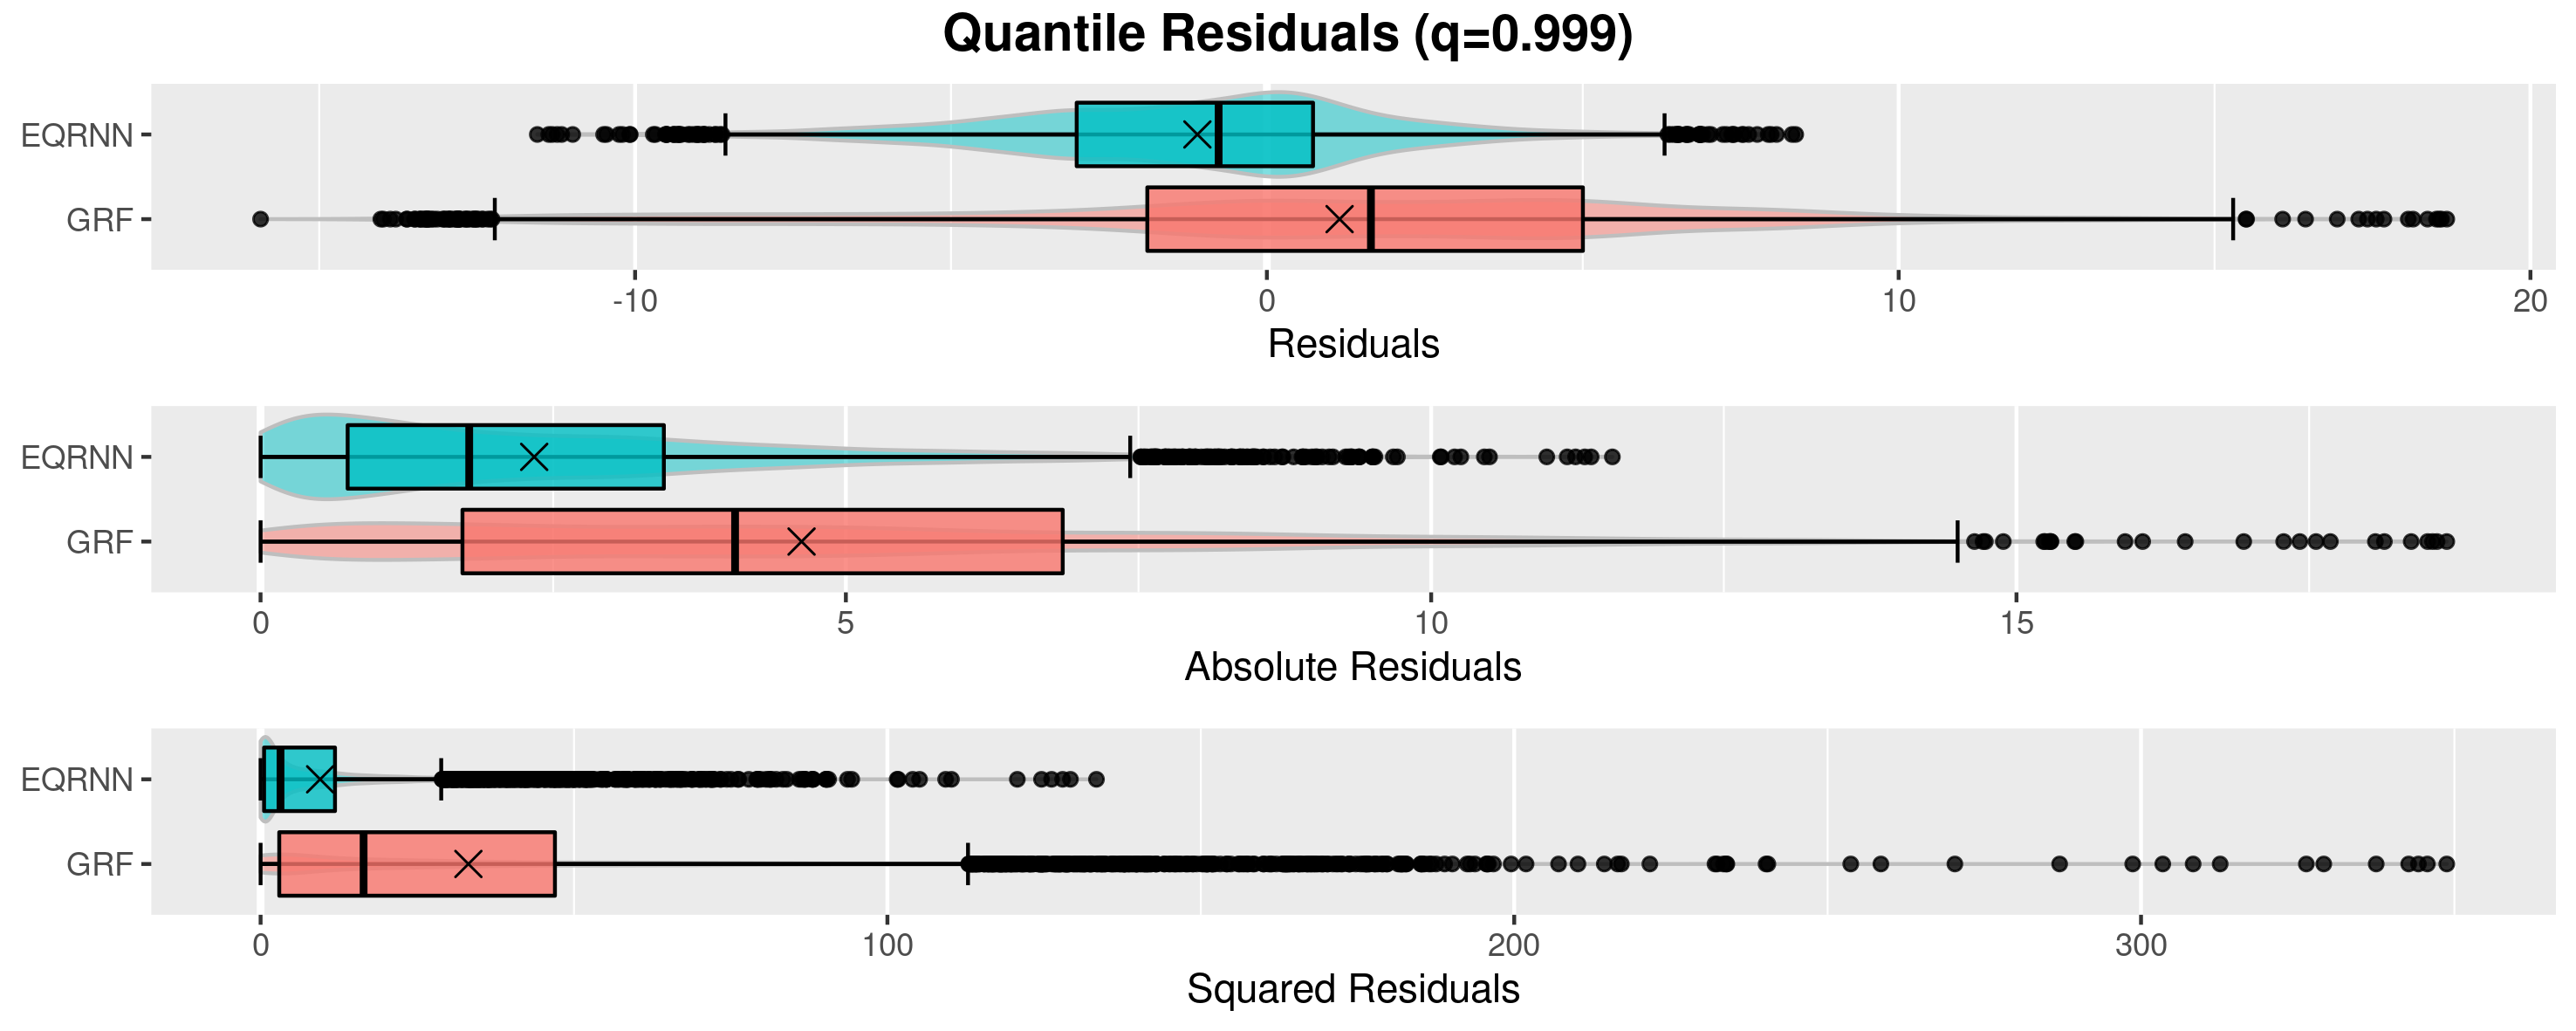 Quantile Residuals (q=0.999)
EQRNN
GRF
-10 0 10 20
Residuals
EQRNN
GRF
0 5 10 15
Absolute Residuals
EQRNN
GRF
0 100 200 300
Squared Residuals